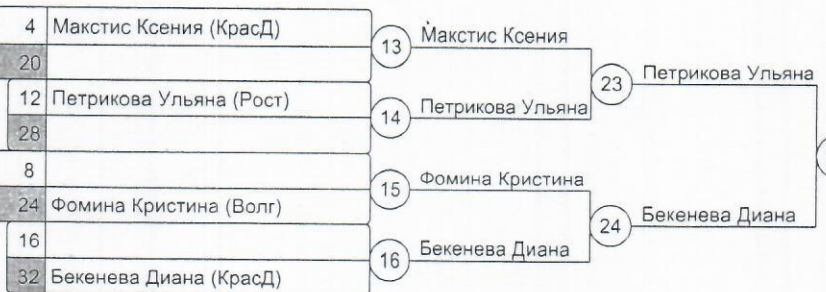 4 Макстис Ксения (КрасД)
20
12 Петрикова Ульяна (Рост)
28
8
24 Фомина Кристина (Волг)
16
32 Бекенева Диана (КрасД)
13 Макстис Ксения
14 Петрикова Ульяна
15 Фомина Кристина
16 Бекенева Диана
23 Петрикова Ульяна
24 Бекенева Диана